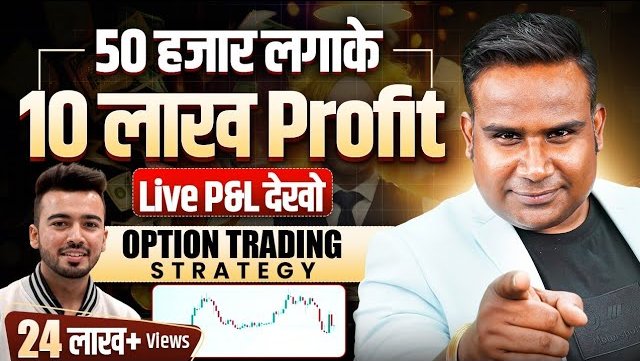 50 हजार लगाके
10 लाख Profit
Live P&L देखो
OPTION TRADING
STRATEGY
24 लाख+ Views